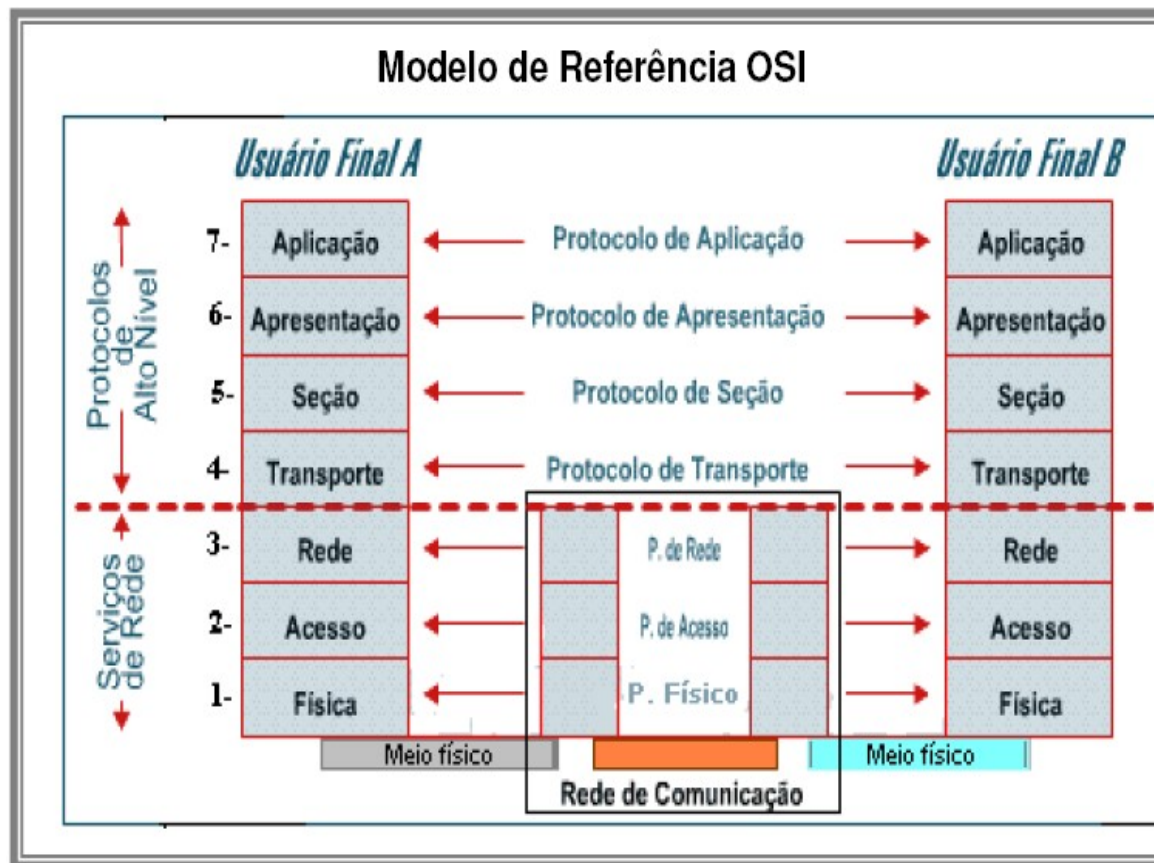 Modelo de Referência OSI
Usuário Final A
Usuário Final B
Protocolos
de
Alto Nível
7-
Aplicação
Protocolo de Aplicação
Aplicação
6-
Apresentação
Protocolo de Apresentação
Apresentação
5-
Seção
Protocolo de Seção
Seção
4-
Transporte
Protocolo de Transporte
Transporte
Serviços
de Rede
3-
Rede
P. de Rede
Rede
2-
Acesso
P. de Acesso
Acesso
1-
Física
P. Físico
Física
Meio físico
Meio físico
Rede de Comunicação